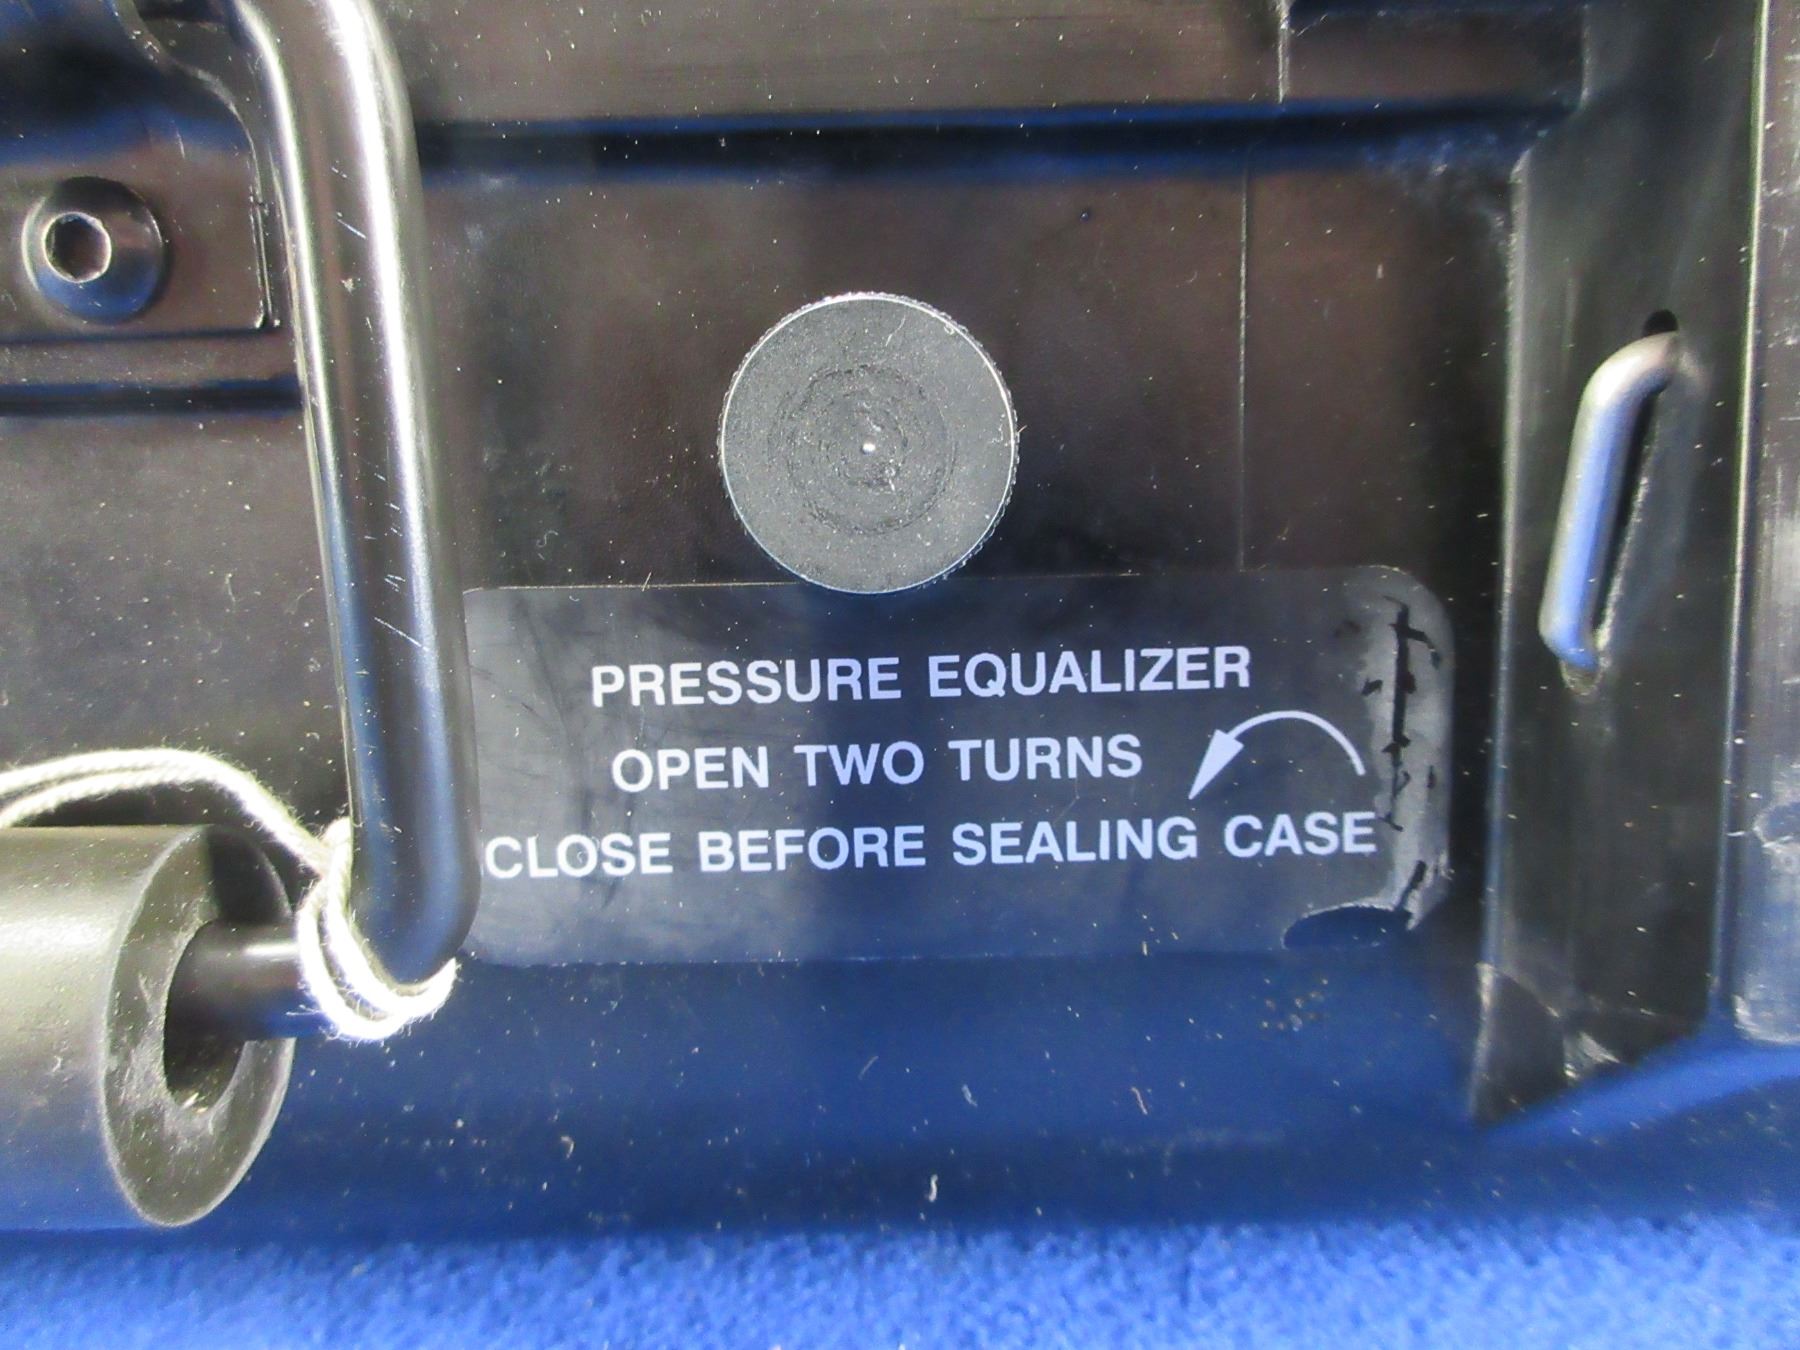 PRESSURE EQUALIZER
OPEN TWO TURNS
CLOSE BEFORE SEALING CASE